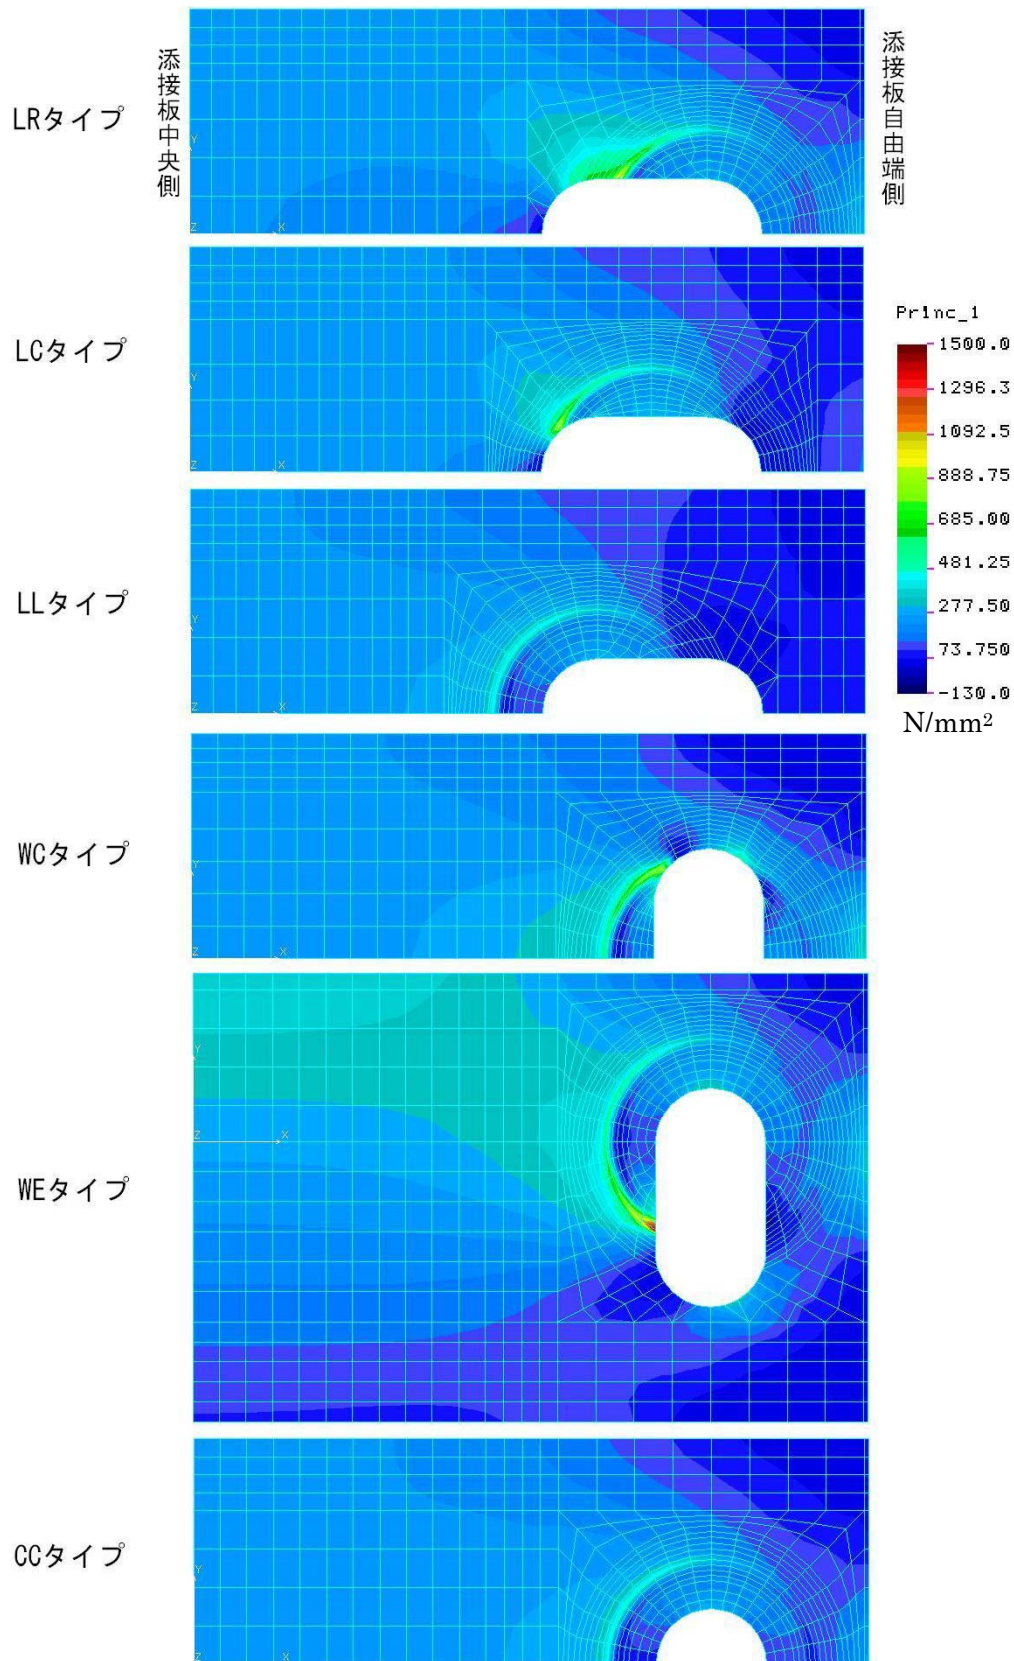 添接板中央側
添接板自由端側
LRタイプ
Y
Z
X
LCタイプ
Y
Z
X
Princ_1
1500.0
1296.3
1092.5
888.75
685.00
481.25
277.50
73.750
-130.0
N/mm²
LLタイプ
Y
Z
X
WCタイプ
Y
Z
X
WEタイプ
Y
Z
X
CCタイプ
Y
Z
X